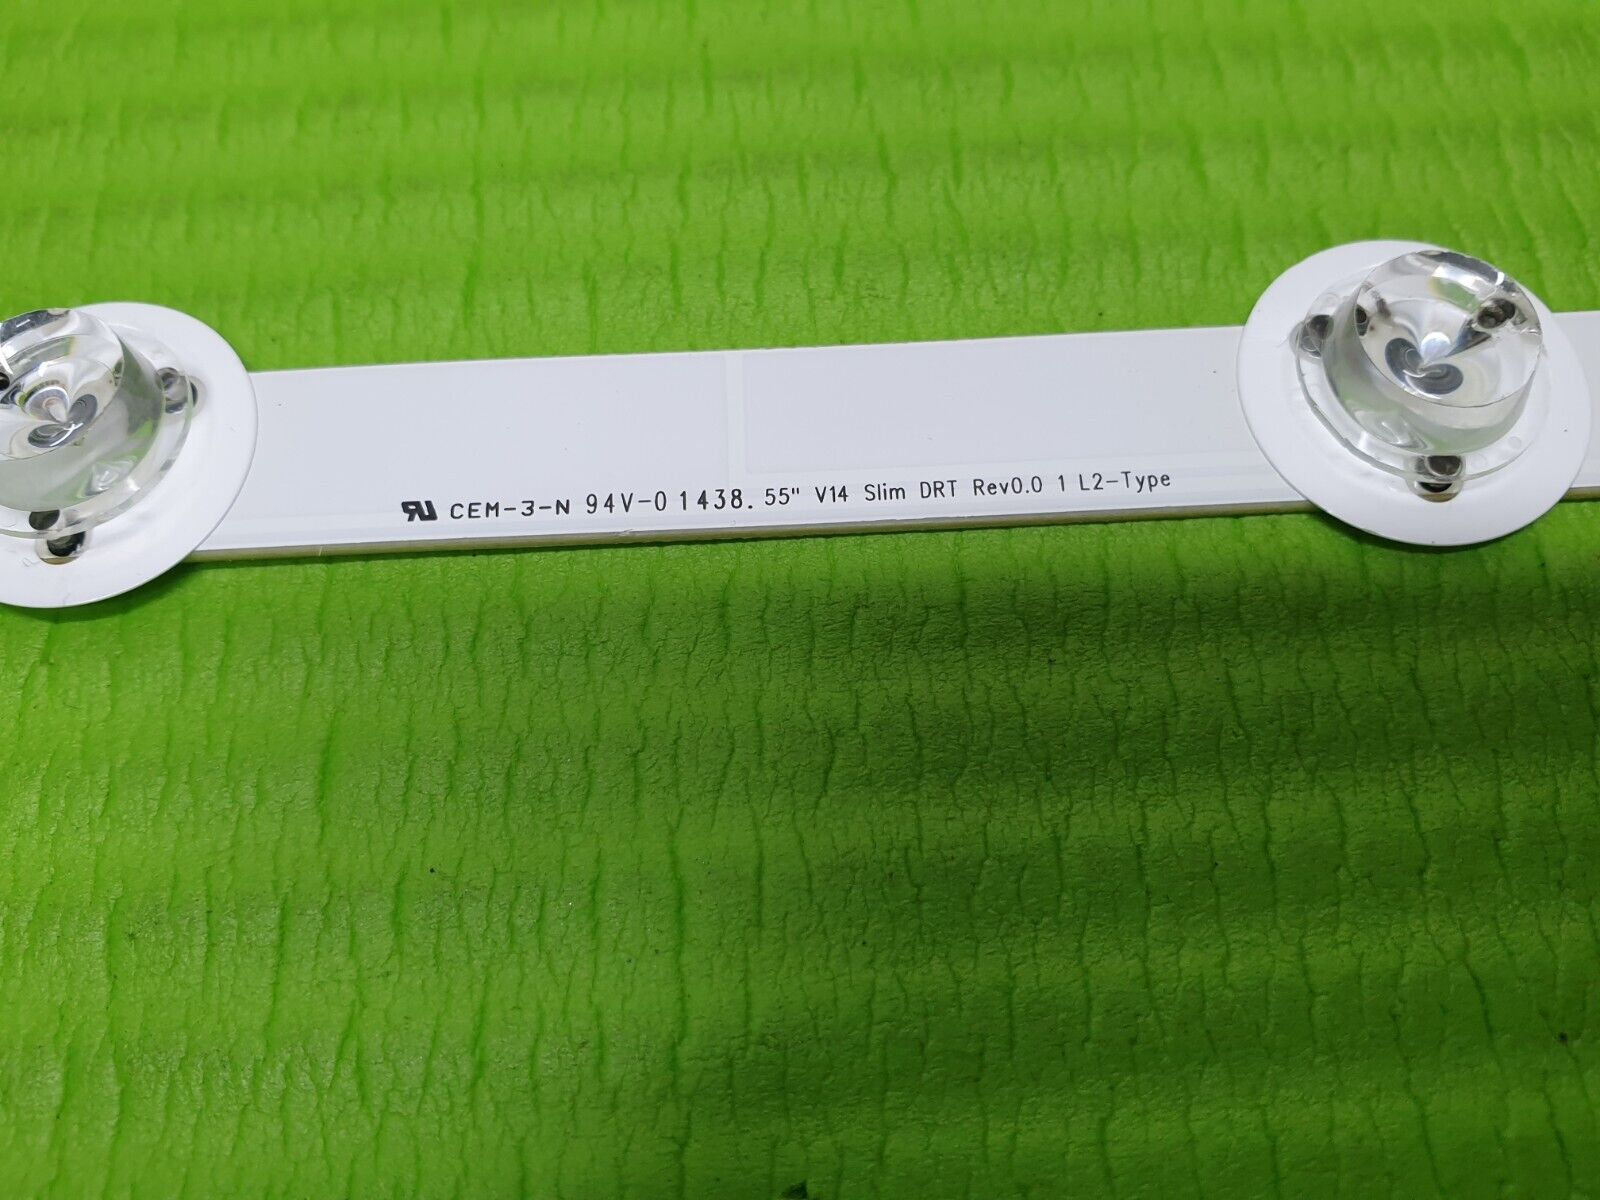 CEM-3-N 94V-0 1438. 55" V14 Slim DRT Rev0.0 1 L2-Type